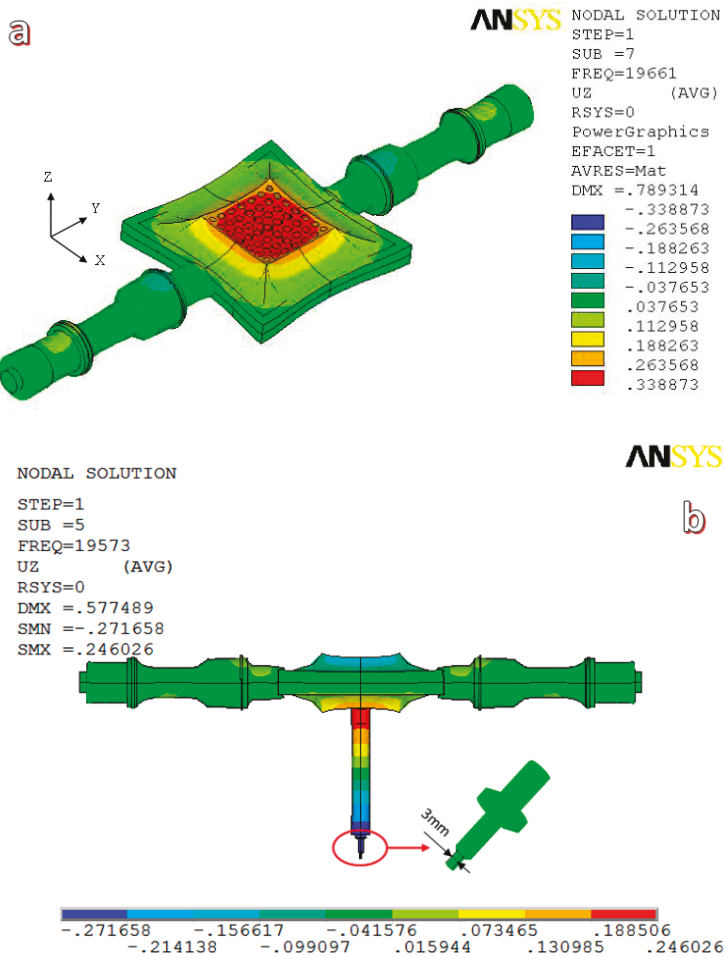 a
ANSYS
NODAL SOLUTION
STEP=1
SUB =7
FREQ=19661
UZ (AVG)
RSYS=0
PowerGraphics
EFACET=1
AVRES=Mat
DMX =.789314
-.338873
-.263568
-.188263
-.112958
-.037653
.037653
.112958
.188263
.263568
.338873
Z
Y
X
ANSYS
b
NODAL SOLUTION
STEP=1
SUB =5
FREQ=19573
UZ (AVG)
RSYS=0
DMX =.577489
SMN =-.271658
SMX =.246026
3mm
-.271658 -.156617 -.041576 .073465 .188506
-.214138 -.099097 .015944 .130985 .246026